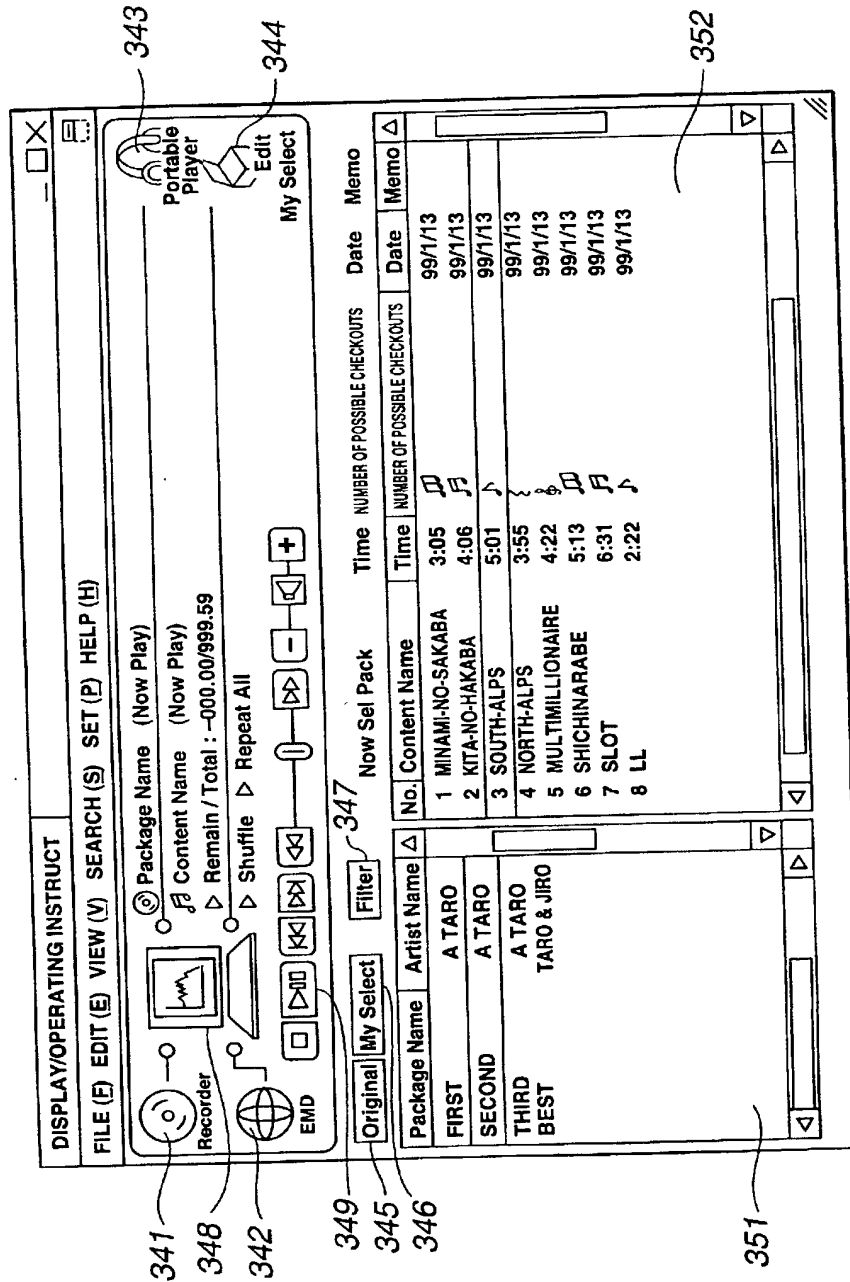 DISPLAY/OPERATING INSTRUCT
FILE (F) EDIT (E) VIEW (V) SEARCH (S) SET (P) HELP (H)
341
Recorder
348
342
EMD
Package Name (Now Play)
Content Name (Now Play)
Remain / Total : –000.00/999.59
Shuffle Repeat All
Portable Player
343
Edit
344
My Select
349
345
Original
346
My Select
Filter
347
Now Sel Pack Time NUMBER OF POSSIBLE CHECKOUTS Date Memo
Package Name Artist Name
FIRST A TARO
SECOND A TARO
THIRD A TARO
BEST TARO & JIRO
351
No. Content Name Time NUMBER OF POSSIBLE CHECKOUTS Date Memo
1 MINAMI-NO-SAKABA 3:05 99/1/13
2 KITA-NO-HAKABA 4:06 99/1/13
3 SOUTH-ALPS 5:01 99/1/13
4 NORTH-ALPS 3:55 99/1/13
5 MULTIMILLIONAIRE 4:22 99/1/13
6 SHICHINARABE 5:13 99/1/13
7 SLOT 6:31 99/1/13
8 LL 2:22 99/1/13
352